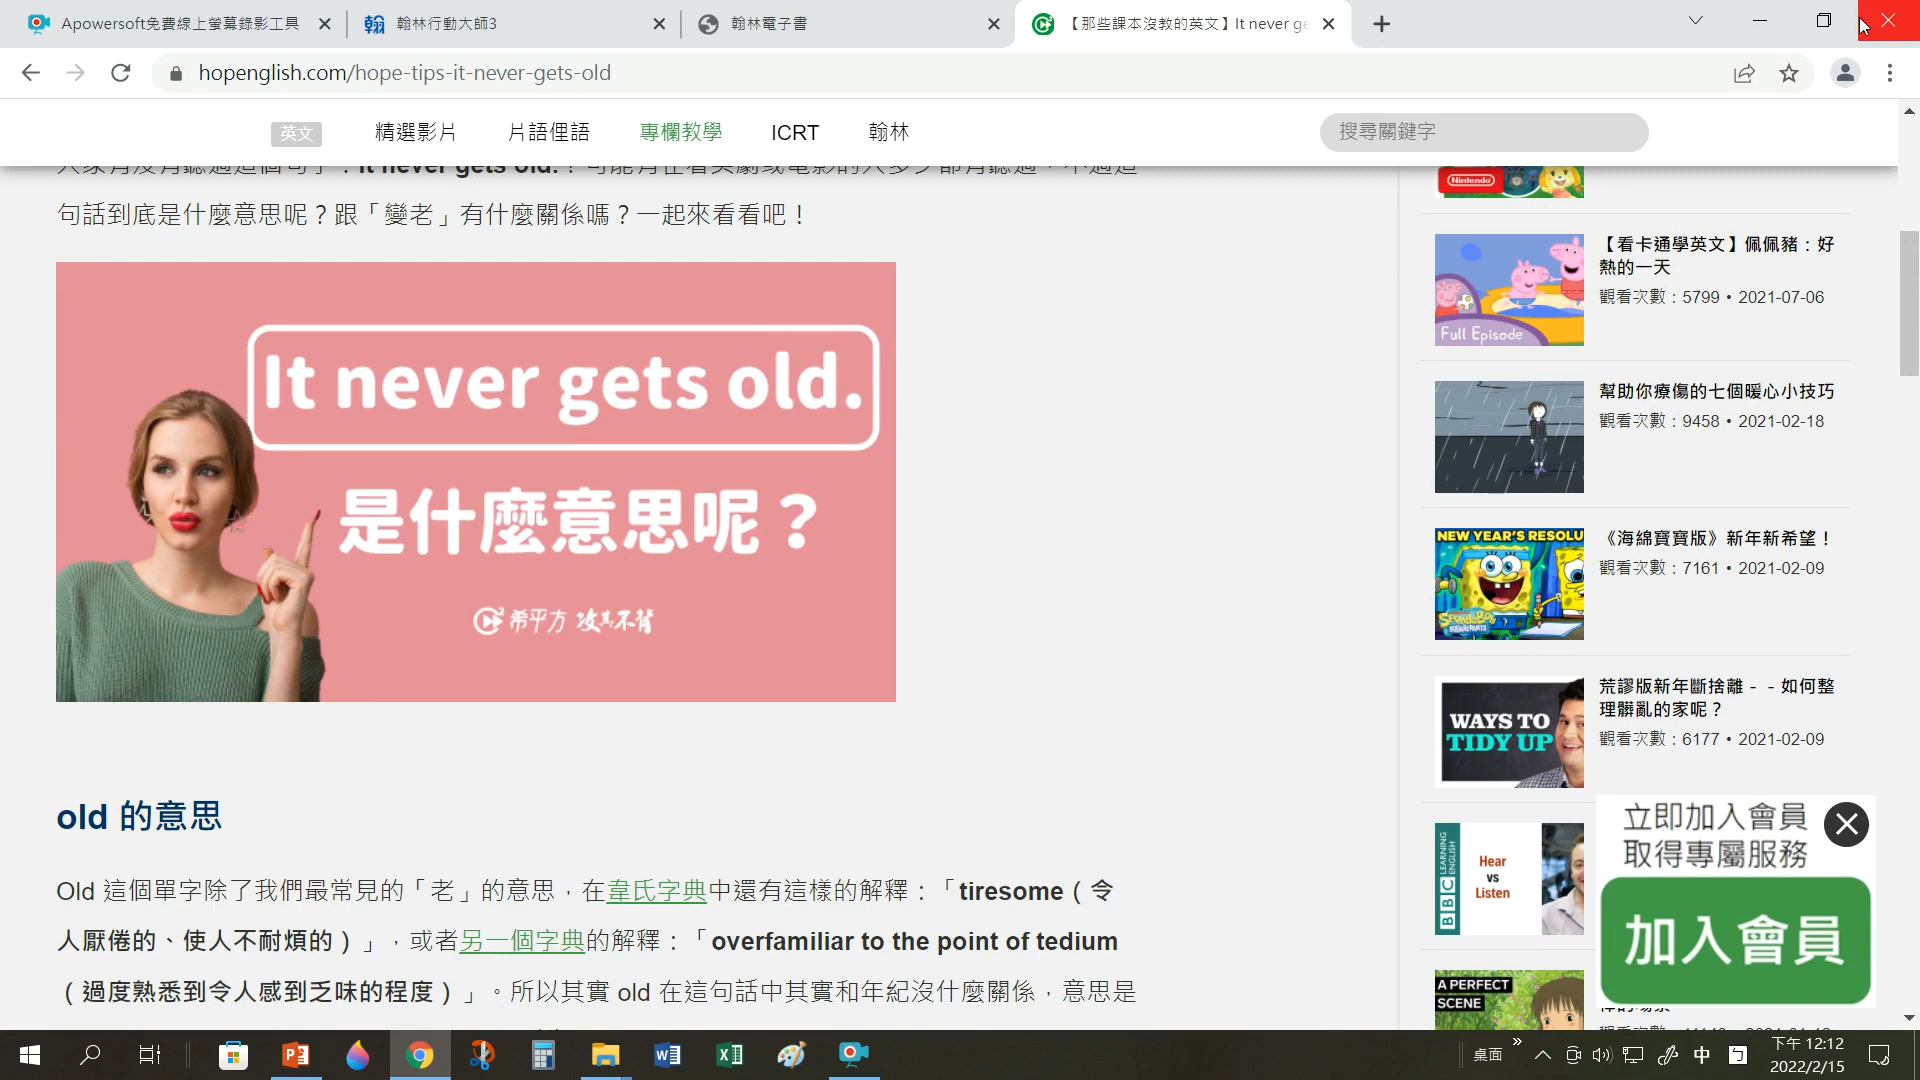 Apowersoft免費線上螢幕錄影工具
翰林行動大師3
翰林電子書
【那些課本沒教的英文】It never ge
hopenglish.com/hope-tips-it-never-gets-old
英文
精選影片
片語俚語
專欄教學
ICRT
翰林
搜尋關鍵字
句話到底是什麼意思呢？跟「變老」有什麼關係嗎？一起來看看吧！
It never gets old.
是什麼意思呢？
希平方 攻其不背
old 的意思
Old 這個單字除了我們最常見的「老」的意思，在韋氏字典中還有這樣的解釋：「tiresome（令
人厭倦的、使人不耐煩的）」，或者另一個字典的解釋：「overfamiliar to the point of tedium
（過度熟悉到令人感到乏味的程度）」。所以其實 old 在這句話中其實和年紀沒什麼關係，意思是
Nintendo
Full Episode
【看卡通學英文】佩佩豬：好
熱的一天
觀看次數：5799 • 2021-07-06
幫助你療傷的七個暖心小技巧
觀看次數：9458 • 2021-02-18
NEW YEAR'S RESOLU
SPONGEBOB
SQUAREPANTS
《海綿寶寶版》新年新希望！
觀看次數：7161 • 2021-02-09
WAYS TO
TIDY UP
荒謬版新年斷捨離－－如何整
理髒亂的家呢？
觀看次數：6177 • 2021-02-09
BBC LEARNING ENGLISH
Hear
vs
Listen
A PERFECT
SCENE
立即加入會員
取得專屬服務
加入會員
桌面
中
下午 12:12
2022/2/15